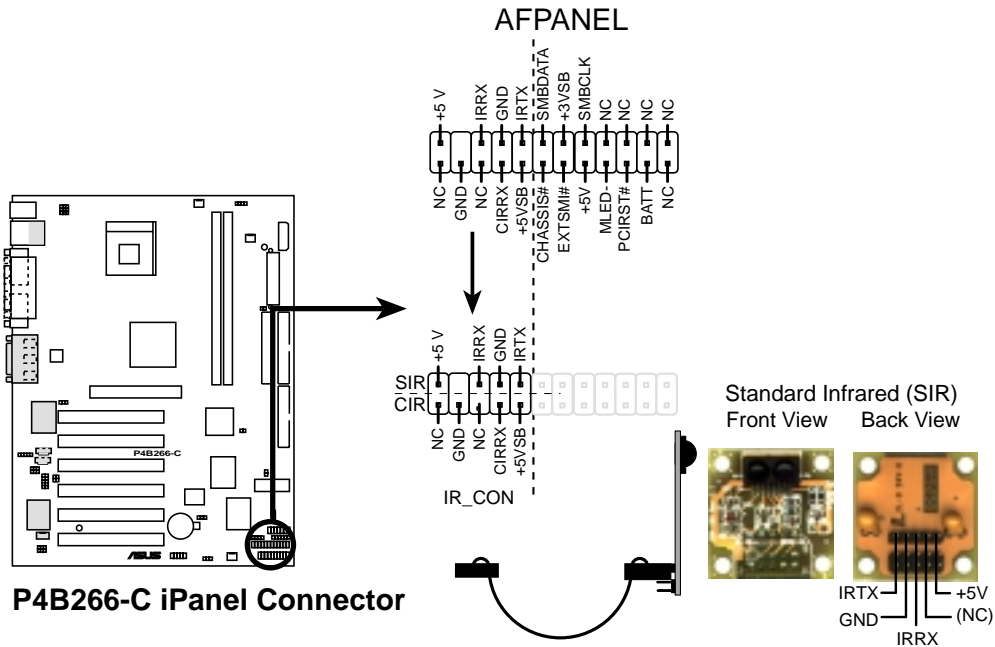 AFPANEL
+5 V
IRRX
GND
IRTX
SMBDATA
+3VSB
SMBCLK
NC
NC
NC
NC
NC
GND
NC
CIRRX
+5VSB
CHASSIS#
EXTSMI#
+5V
MLED-
PCIRST#
BATT
NC
+5 V
IRRX
GND
IRTX
SIR
CIR
NC
GND
NC
CIRRX
+5VSB
IR_CON
P4B266-C
ASUS
P4B266-C iPanel Connector
Standard Infrared (SIR)
Front View Back View
IRTX
GND
IRRX
+5V
(NC)